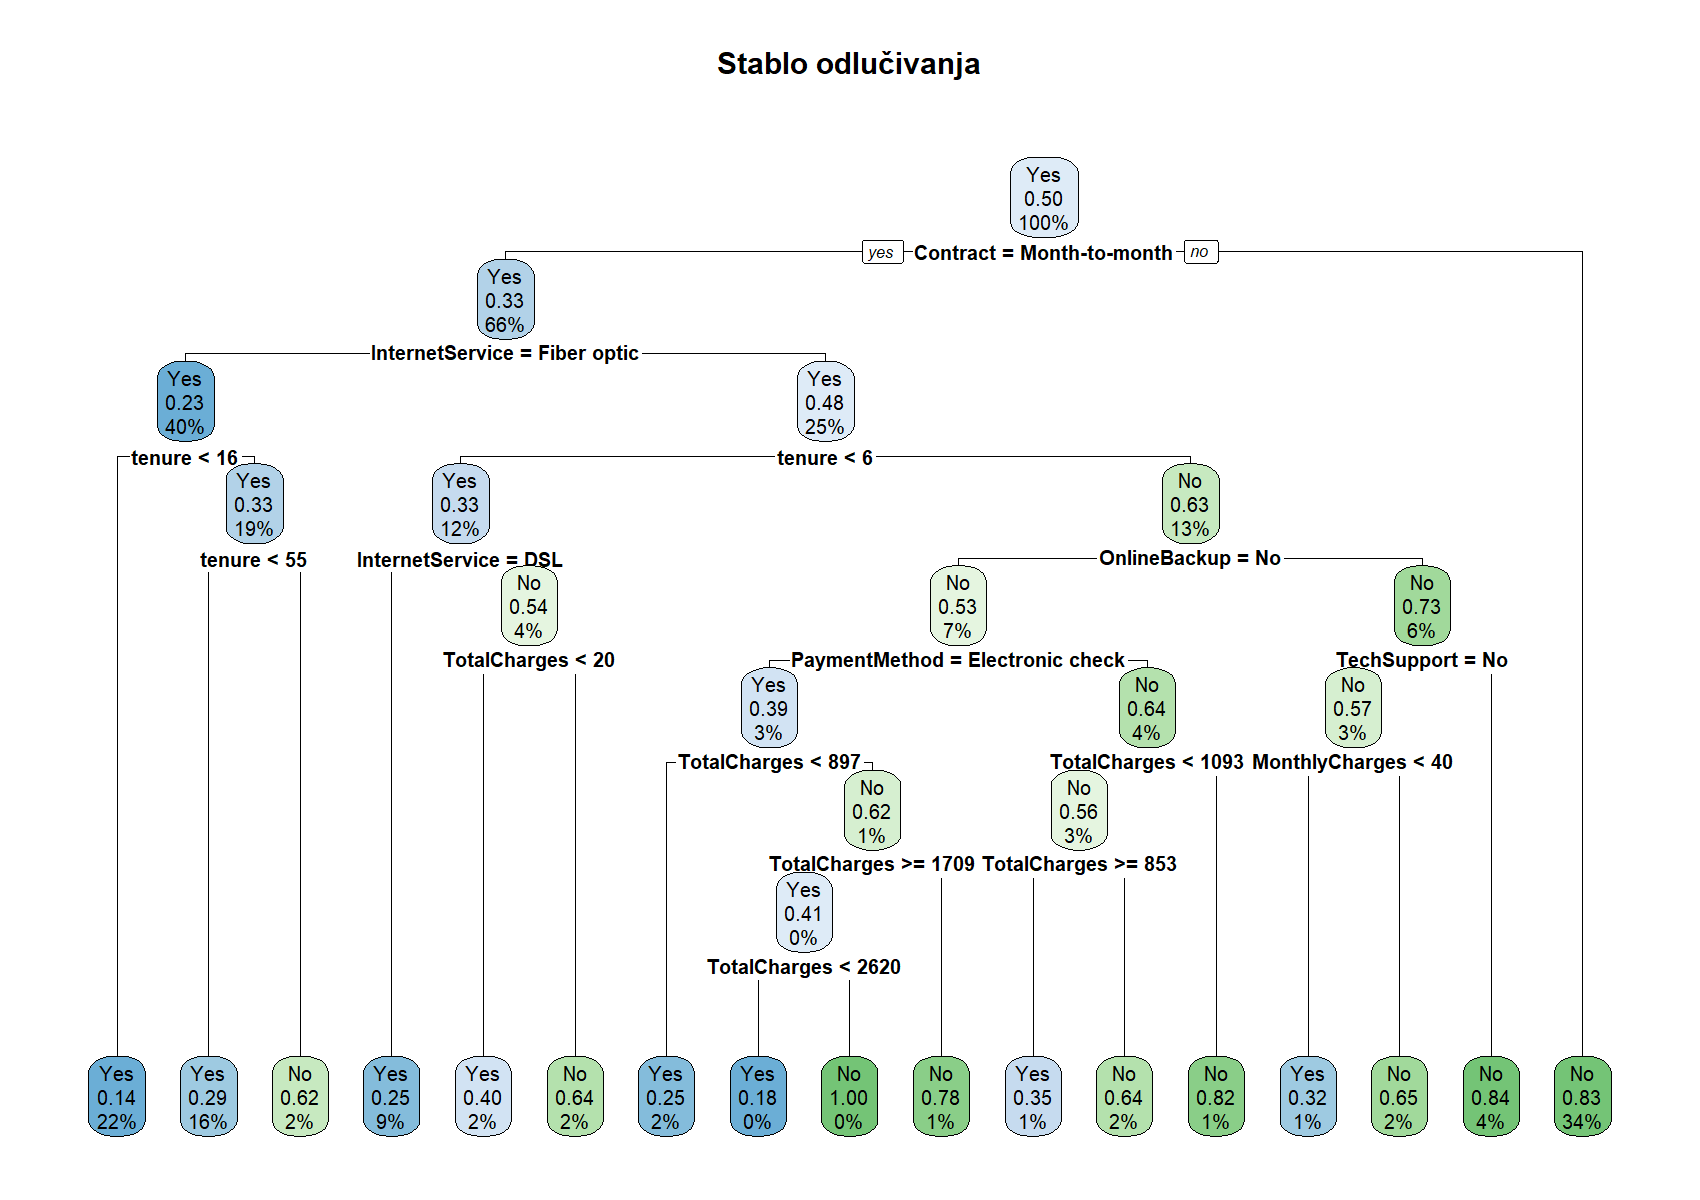 Stablo odlučivanja
Yes
0.50
100%
yes
Contract = Month-to-month
no
Yes
0.33
66%
InternetService = Fiber optic
Yes
0.23
40%
Yes
0.48
25%
tenure < 16
tenure < 6
Yes
0.33
19%
Yes
0.33
12%
No
0.63
13%
tenure < 55
InternetService = DSL
OnlineBackup = No
No
0.54
4%
No
0.53
7%
No
0.73
6%
TotalCharges < 20
PaymentMethod = Electronic check
TechSupport = No
Yes
0.39
3%
No
0.64
4%
No
0.57
3%
TotalCharges < 897
TotalCharges < 1093
MonthlyCharges < 40
No
0.62
1%
No
0.56
3%
TotalCharges >= 1709
TotalCharges >= 853
Yes
0.41
0%
TotalCharges < 2620
Yes
0.14
22%
Yes
0.29
16%
No
0.62
2%
Yes
0.25
9%
Yes
0.40
2%
No
0.64
2%
Yes
0.25
2%
Yes
0.18
0%
No
1.00
0%
No
0.78
1%
Yes
0.35
1%
No
0.64
2%
No
0.82
1%
Yes
0.32
1%
No
0.65
2%
No
0.84
4%
No
0.83
34%